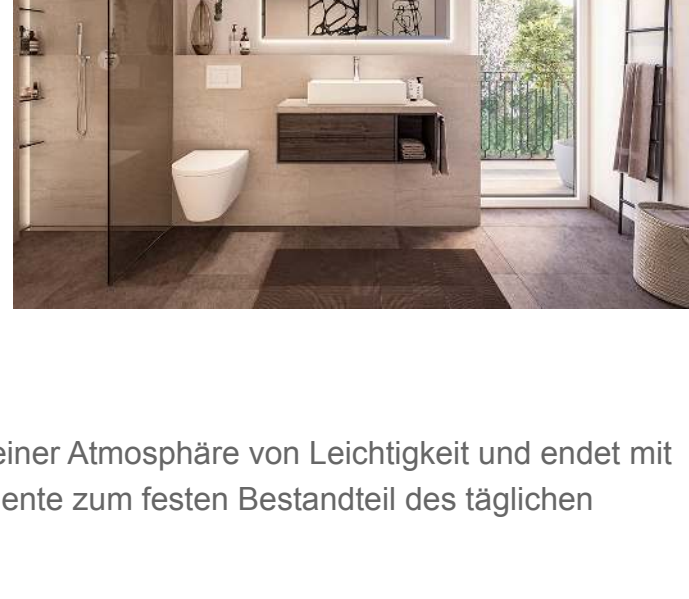 einer Atmosphäre von Leichtigkeit und endet mit
ente zum festen Bestandteil des täglichen